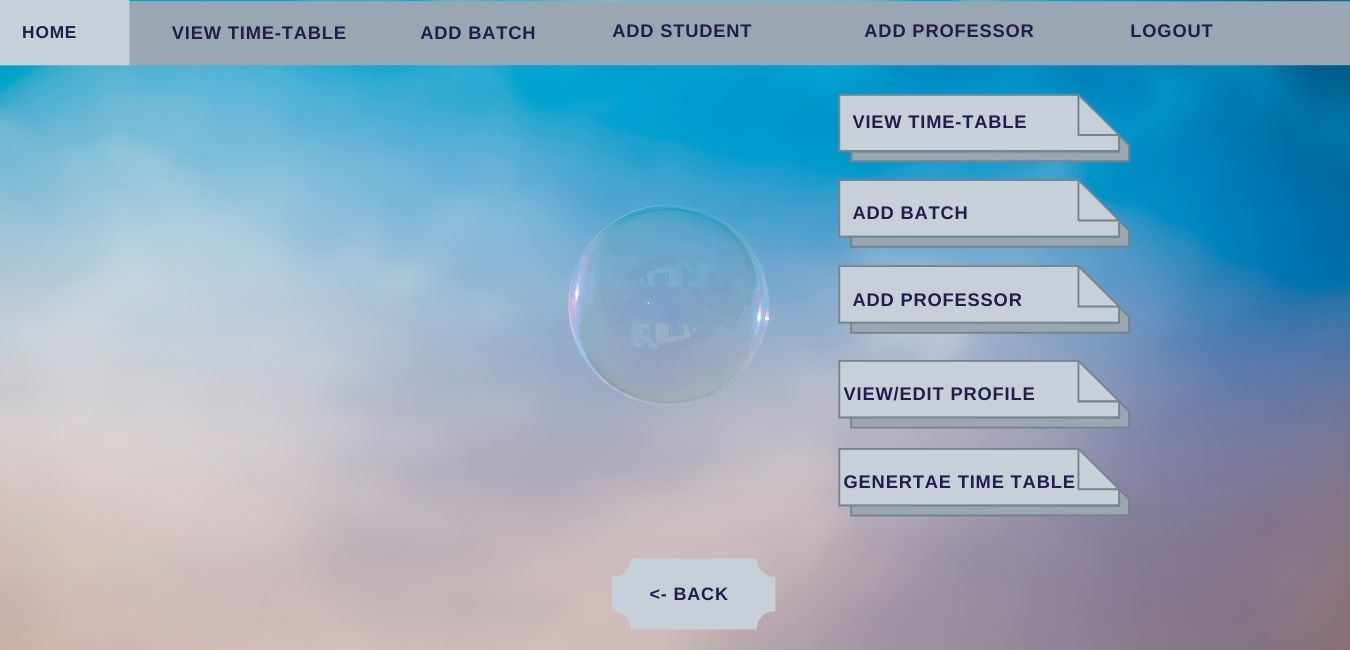 HOME VIEW TIME-TABLE ADD BATCH ADD STUDENT ADD PROFESSOR LOGOUT
VIEW TIME-TABLE
ADD BATCH
ADD PROFESSOR
VIEW/EDIT PROFILE
GENERTAE TIME TABLE
<- BACK